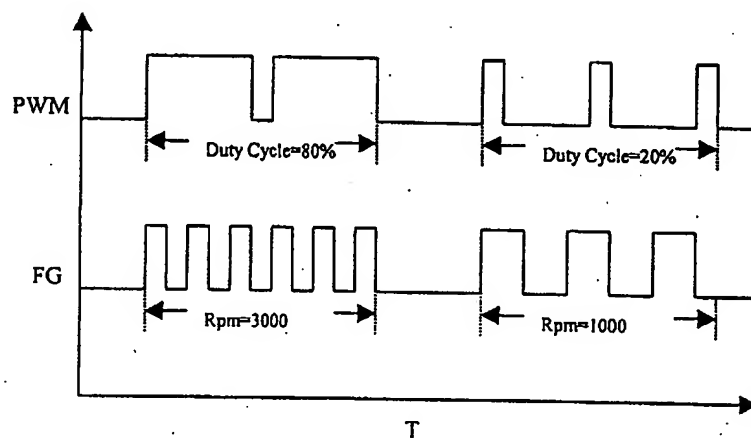 PWM
Duty Cycle=80%
Duty Cycle=20%
FG
Rpm=3000
Rpm=1000
T